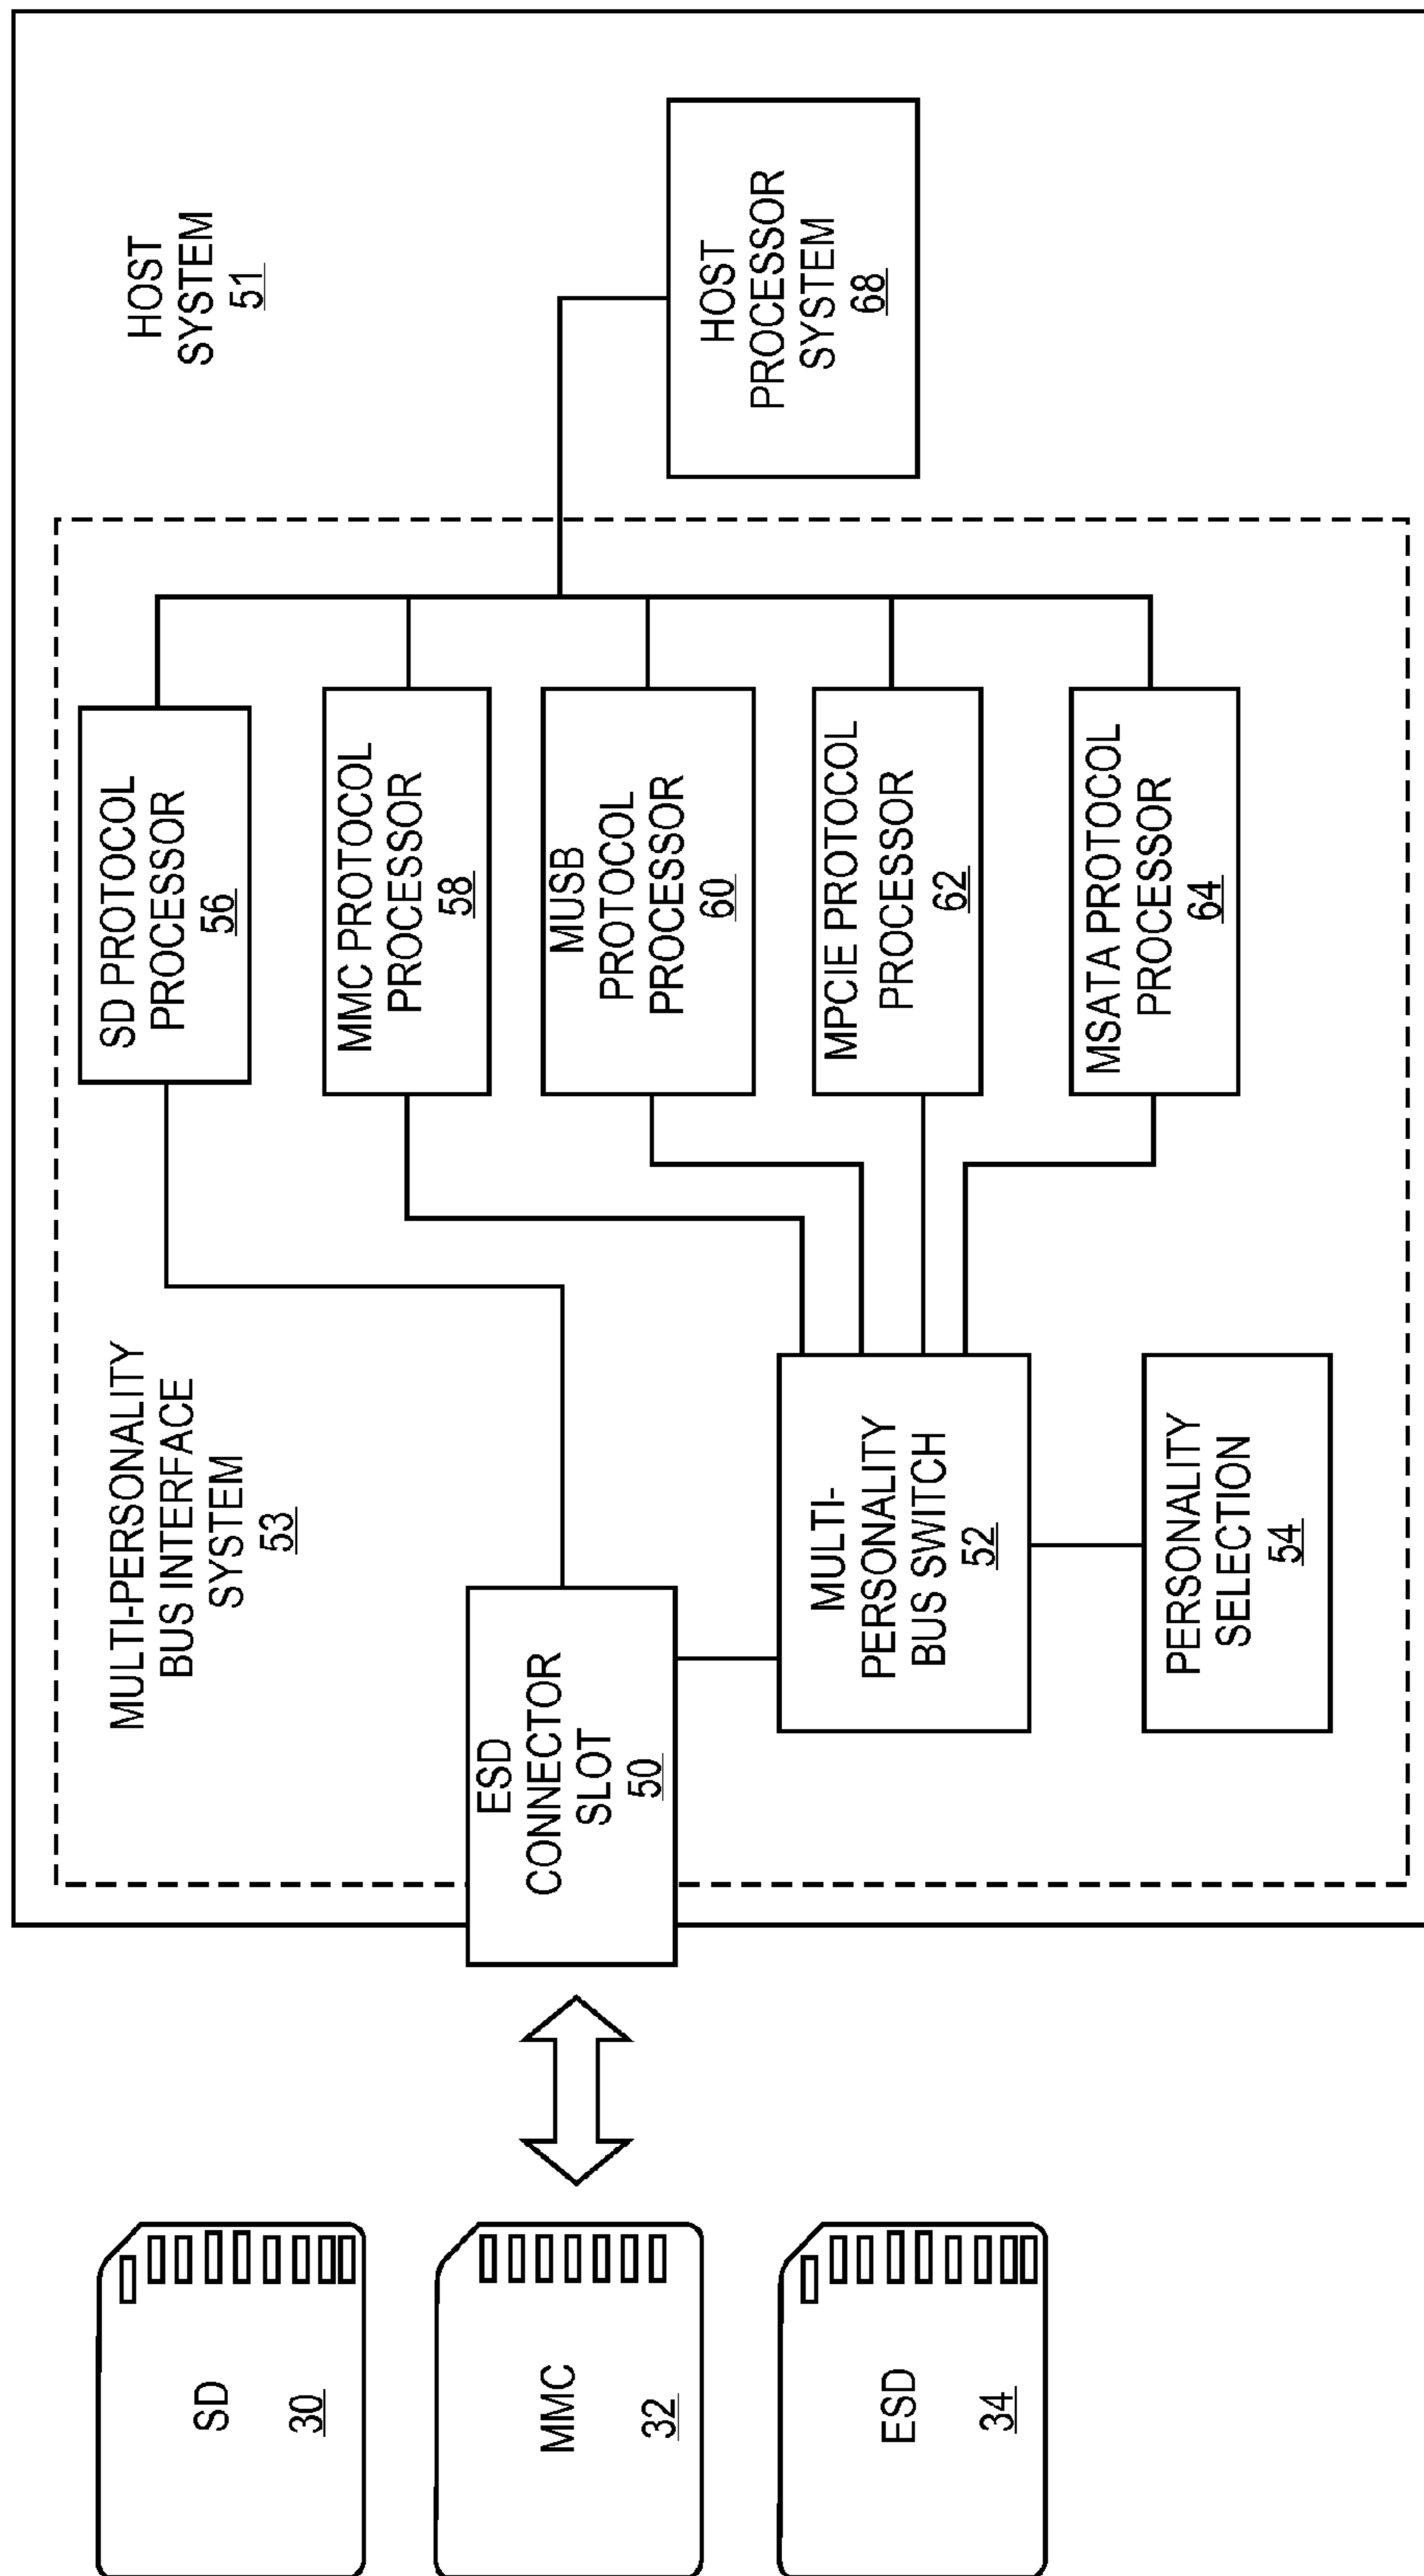 HOST
SYSTEM
51
HOST
PROCESSOR
SYSTEM
68
MULTI-PERSONALITY
BUS INTERFACE
SYSTEM
53
SD PROTOCOL
PROCESSOR
56
MMC PROTOCOL
PROCESSOR
58
MUSB
PROTOCOL
PROCESSOR
60
MPCIE PROTOCOL
PROCESSOR
62
MSATA PROTOCOL
PROCESSOR
64
ESD
CONNECTOR
SLOT
50
MULTI-
PERSONALITY
BUS SWITCH
52
PERSONALITY
SELECTION
54
SD
30
MMC
32
ESD
34